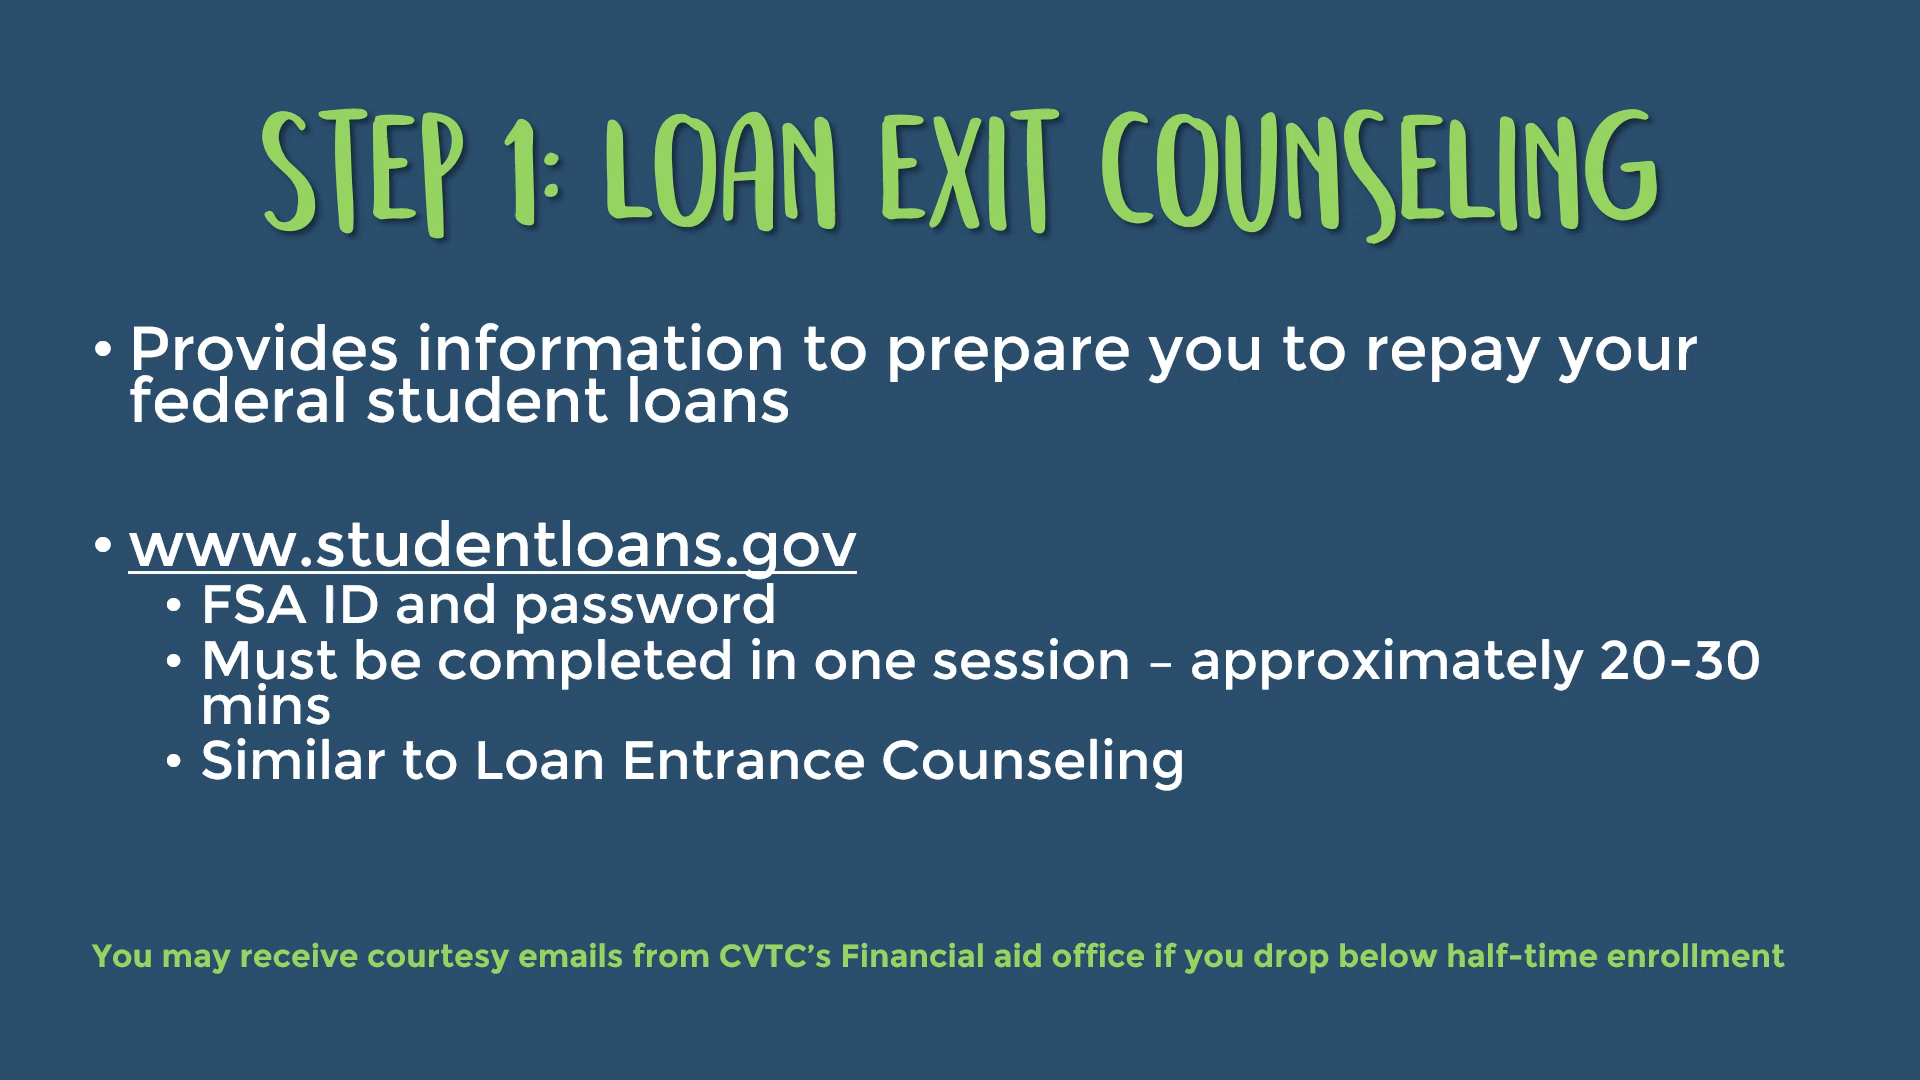 STEP 1: LOAN EXIT COUNSELING
• Provides information to prepare you to repay your
federal student loans
• www.studentloans.gov
• FSA ID and password
• Must be completed in one session – approximately 20-30
mins
• Similar to Loan Entrance Counseling
You may receive courtesy emails from CVTC’s Financial aid office if you drop below half-time enrollment